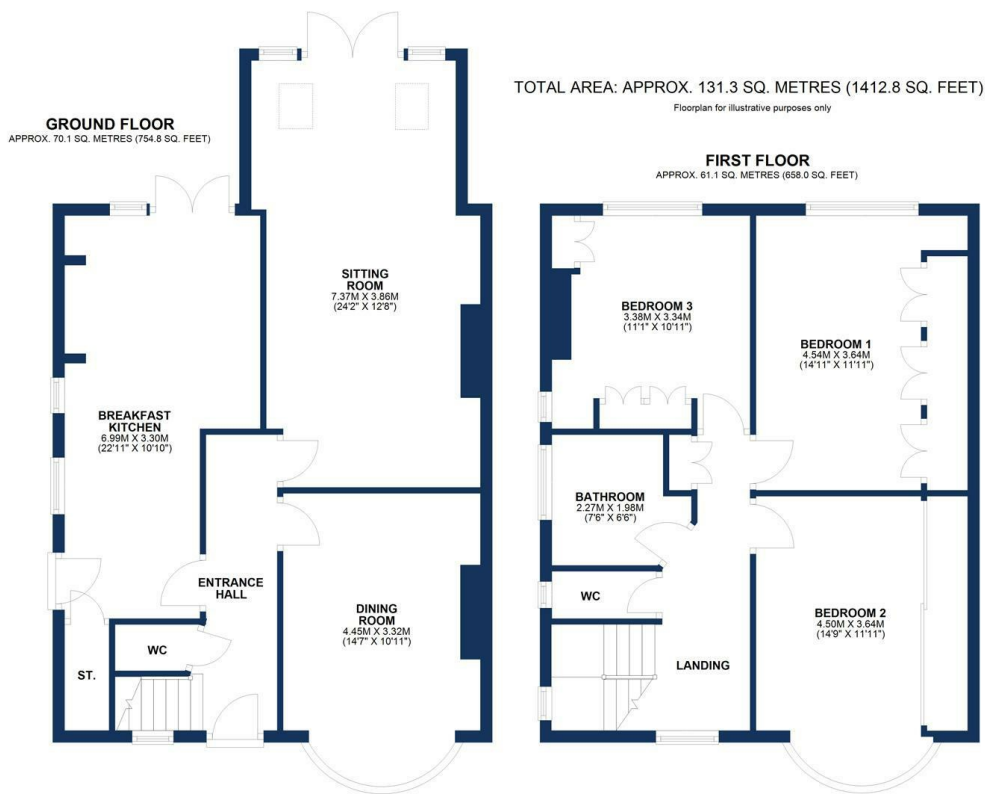 TOTAL AREA: APPROX. 131.3 SQ. METRES (1412.8 SQ. FEET)
Floorplan for illustrative purposes only
GROUND FLOOR
APPROX. 70.1 SQ. METRES (754.8 SQ. FEET)
SITTING
ROOM
7.37M X 3.86M
(24'2" X 12'8")
BREAKFAST
KITCHEN
6.99M X 3.30M
(22'11" X 10'10")
ENTRANCE
HALL
DINING
ROOM
4.45M X 3.32M
(14'7" X 10'11")
WC
ST.
FIRST FLOOR
APPROX. 61.1 SQ. METRES (658.0 SQ. FEET)
BEDROOM 3
3.38M X 3.34M
(11'1" X 10'11")
BEDROOM 1
4.54M X 3.64M
(14'11" X 11'11")
BATHROOM
2.27M X 1.98M
(7'6" X 6'6")
WC
BEDROOM 2
4.50M X 3.64M
(14'9" X 11'11")
LANDING